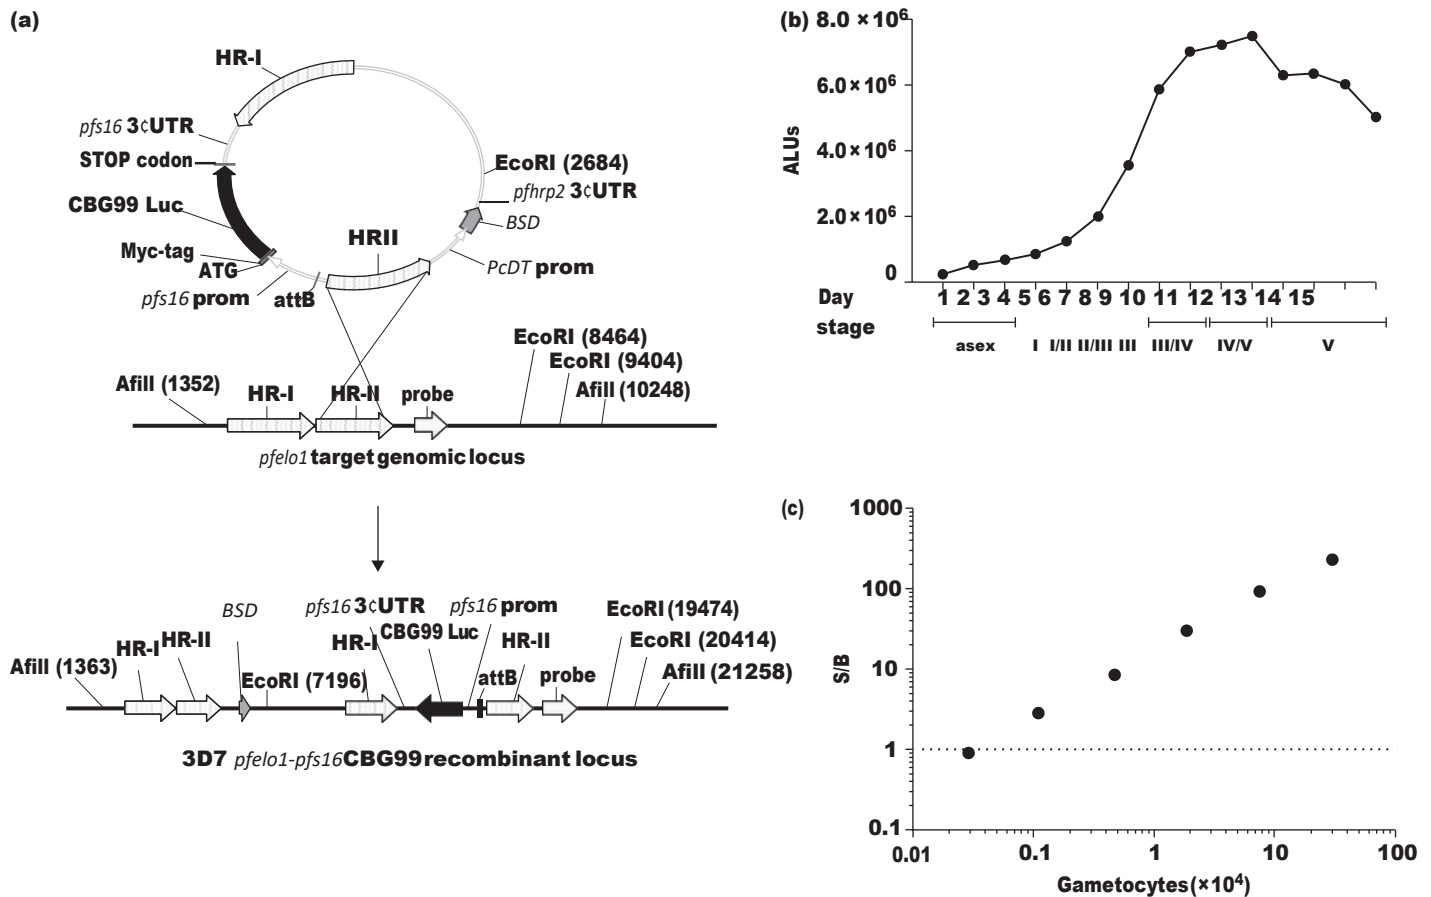 (a)
HR-I
pfs16 3¢UTR
STOP codon
CBG99 Luc
Myc-tag
ATG
pfs16 prom
attB
HRII
EcoRI (2684)
pfhrp2 3¢UTR
BSD
PcDT prom
EcoRI (8464)
EcoRI (9404)
AfiII (10248)
AfiII (1352)
HR-I
HR-II
probe
pfelo1 target genomic locus
BSD
pfs16 3¢UTR
pfs16 prom
EcoRI (19474)
AfiII (1363)
HR-I
HR-II
EcoRI (7196)
HR-I
CBG99 Luc
attB
HR-II
probe
EcoRI (20414)
AfiII (21258)
3D7 pfelo1-pfs16CBG99 recombinant locus
(b)
8.0 ×10⁶
6.0 ×10⁶
4.0 ×10⁶
2.0 ×10⁶
0
ALUs
Day 1 2 3 4 5 6 7 8 9 10 11 12 13 14 15
stage
asex I I/II II/III III III/IV IV/V V
(c)
1000
100
10
1
0.1
S/B
0.01 0.1 1 10 100
Gametocytes (×10⁴)